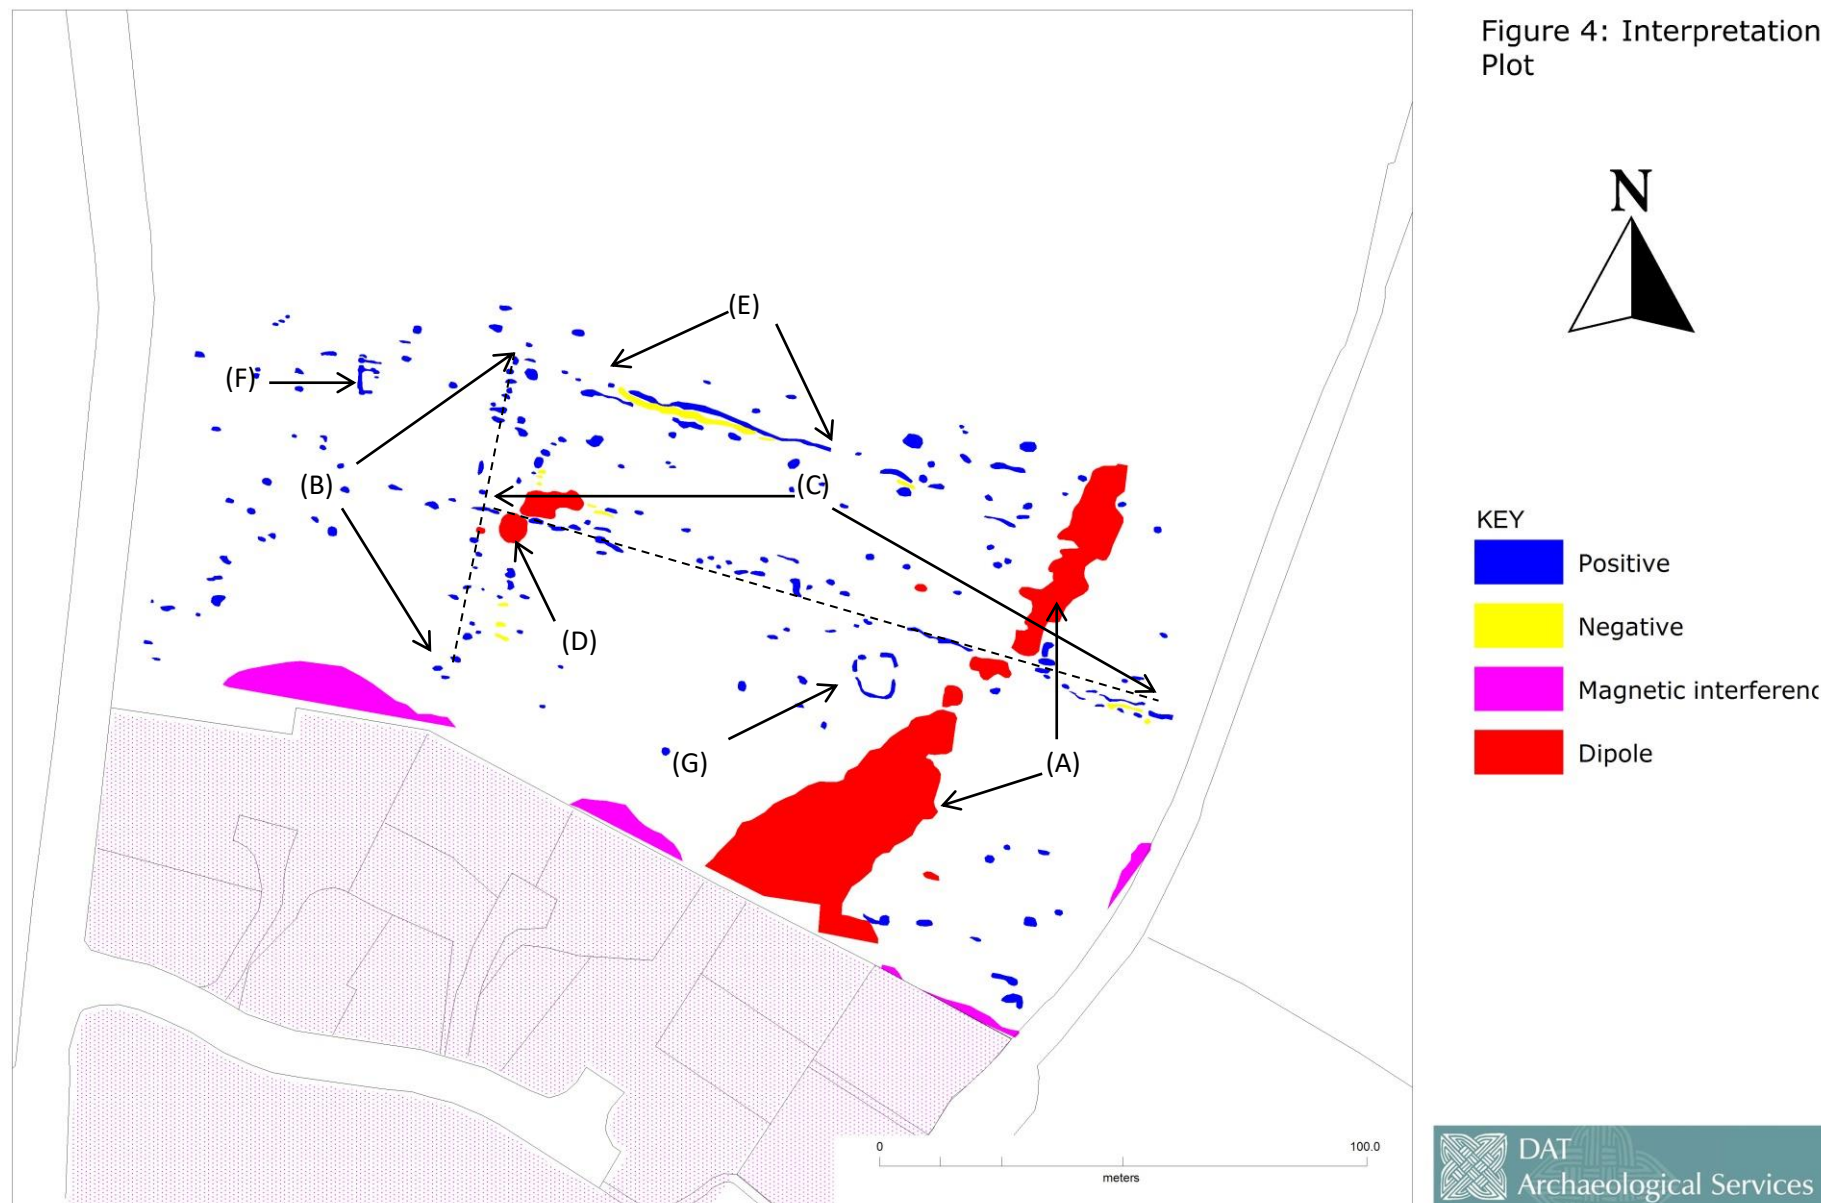 Figure 4: Interpretation
Plot
N
(E)
(F)
(B)
(C)
(D)
(G)
(A)
KEY
Positive
Negative
Magnetic interferenc
Dipole
0 100.0
meters
DAT
Archaeological Services